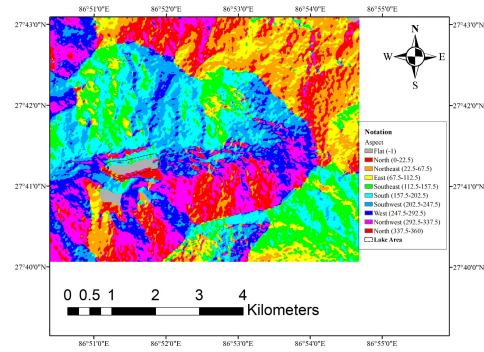 86°51'0"E 86°52'0"E 86°53'0"E 86°54'0"E 86°55'0"E
27°43'0"N 27°43'0"N
N
W E
S
27°42'0"N 27°42'0"N
Notation
Aspect
Flat (-1)
North (0-22.5)
Northeast (22.5-67.5)
East (67.5-112.5)
Southeast (112.5-157.5)
South (157.5-202.5)
Southwest (202.5-247.5)
West (247.5-292.5)
Northwest (292.5-337.5)
North (337.5-360)
Lake Area
27°41'0"N 27°41'0"N
27°40'0"N 27°40'0"N
0 0.5 1 2 3 4
Kilometers
86°51'0"E 86°52'0"E 86°53'0"E 86°54'0"E 86°55'0"E